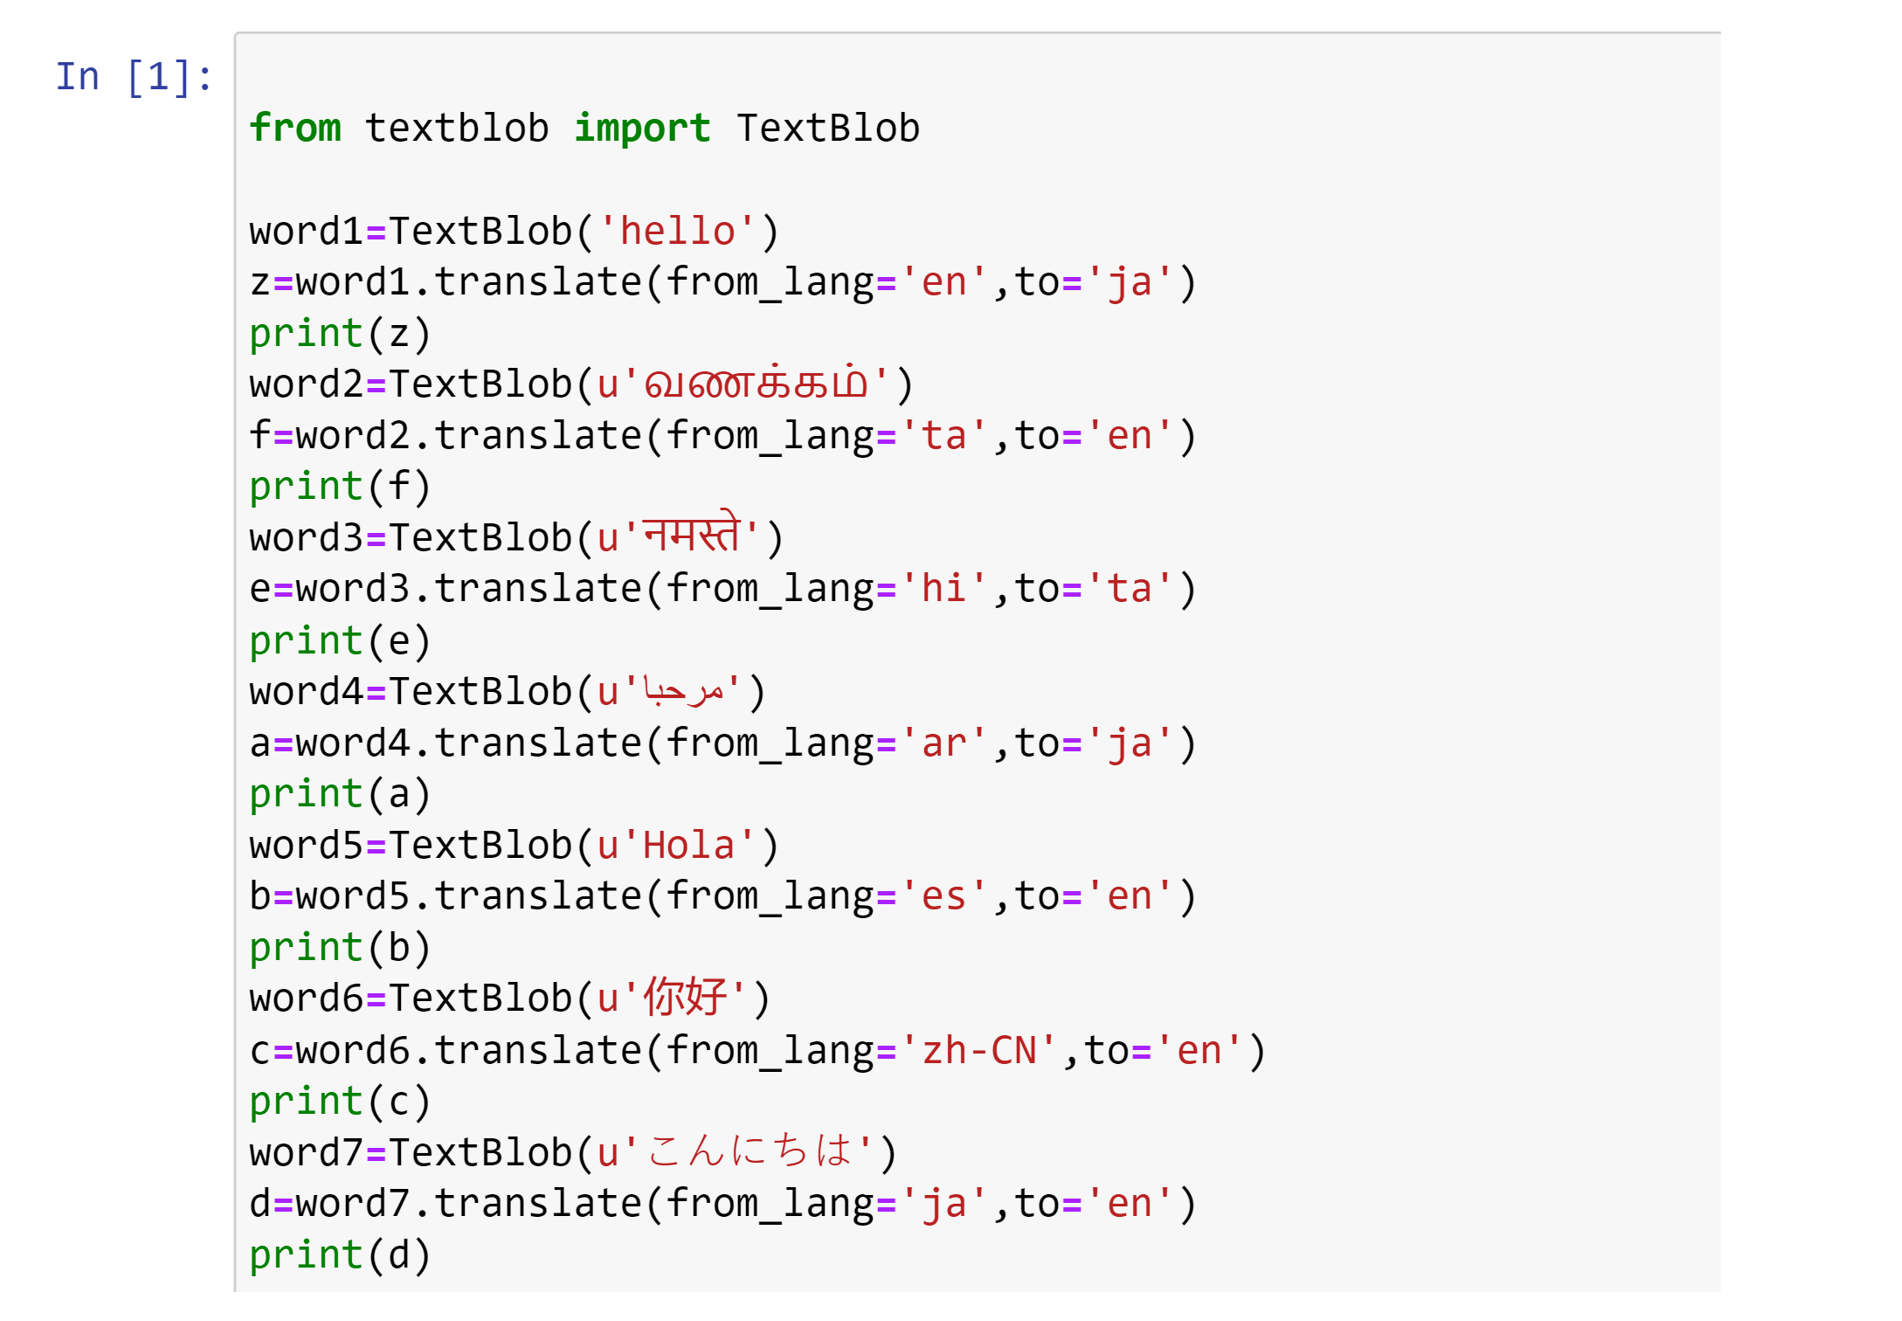 In [1]:
from textblob import TextBlob
word1=TextBlob('hello')
z=word1.translate(from_lang='en',to='ja')
print(z)
word2=TextBlob(u'வணக்கம்')
f=word2.translate(from_lang='ta',to='en')
print(f)
word3=TextBlob(u'नमस्ते')
e=word3.translate(from_lang='hi',to='ta')
print(e)
word4=TextBlob(u'مرحبا')
a=word4.translate(from_lang='ar',to='ja')
print(a)
word5=TextBlob(u'Hola')
b=word5.translate(from_lang='es',to='en')
print(b)
word6=TextBlob(u'你好')
c=word6.translate(from_lang='zh-CN',to='en')
print(c)
word7=TextBlob(u'こんにちは')
d=word7.translate(from_lang='ja',to='en')
print(d)